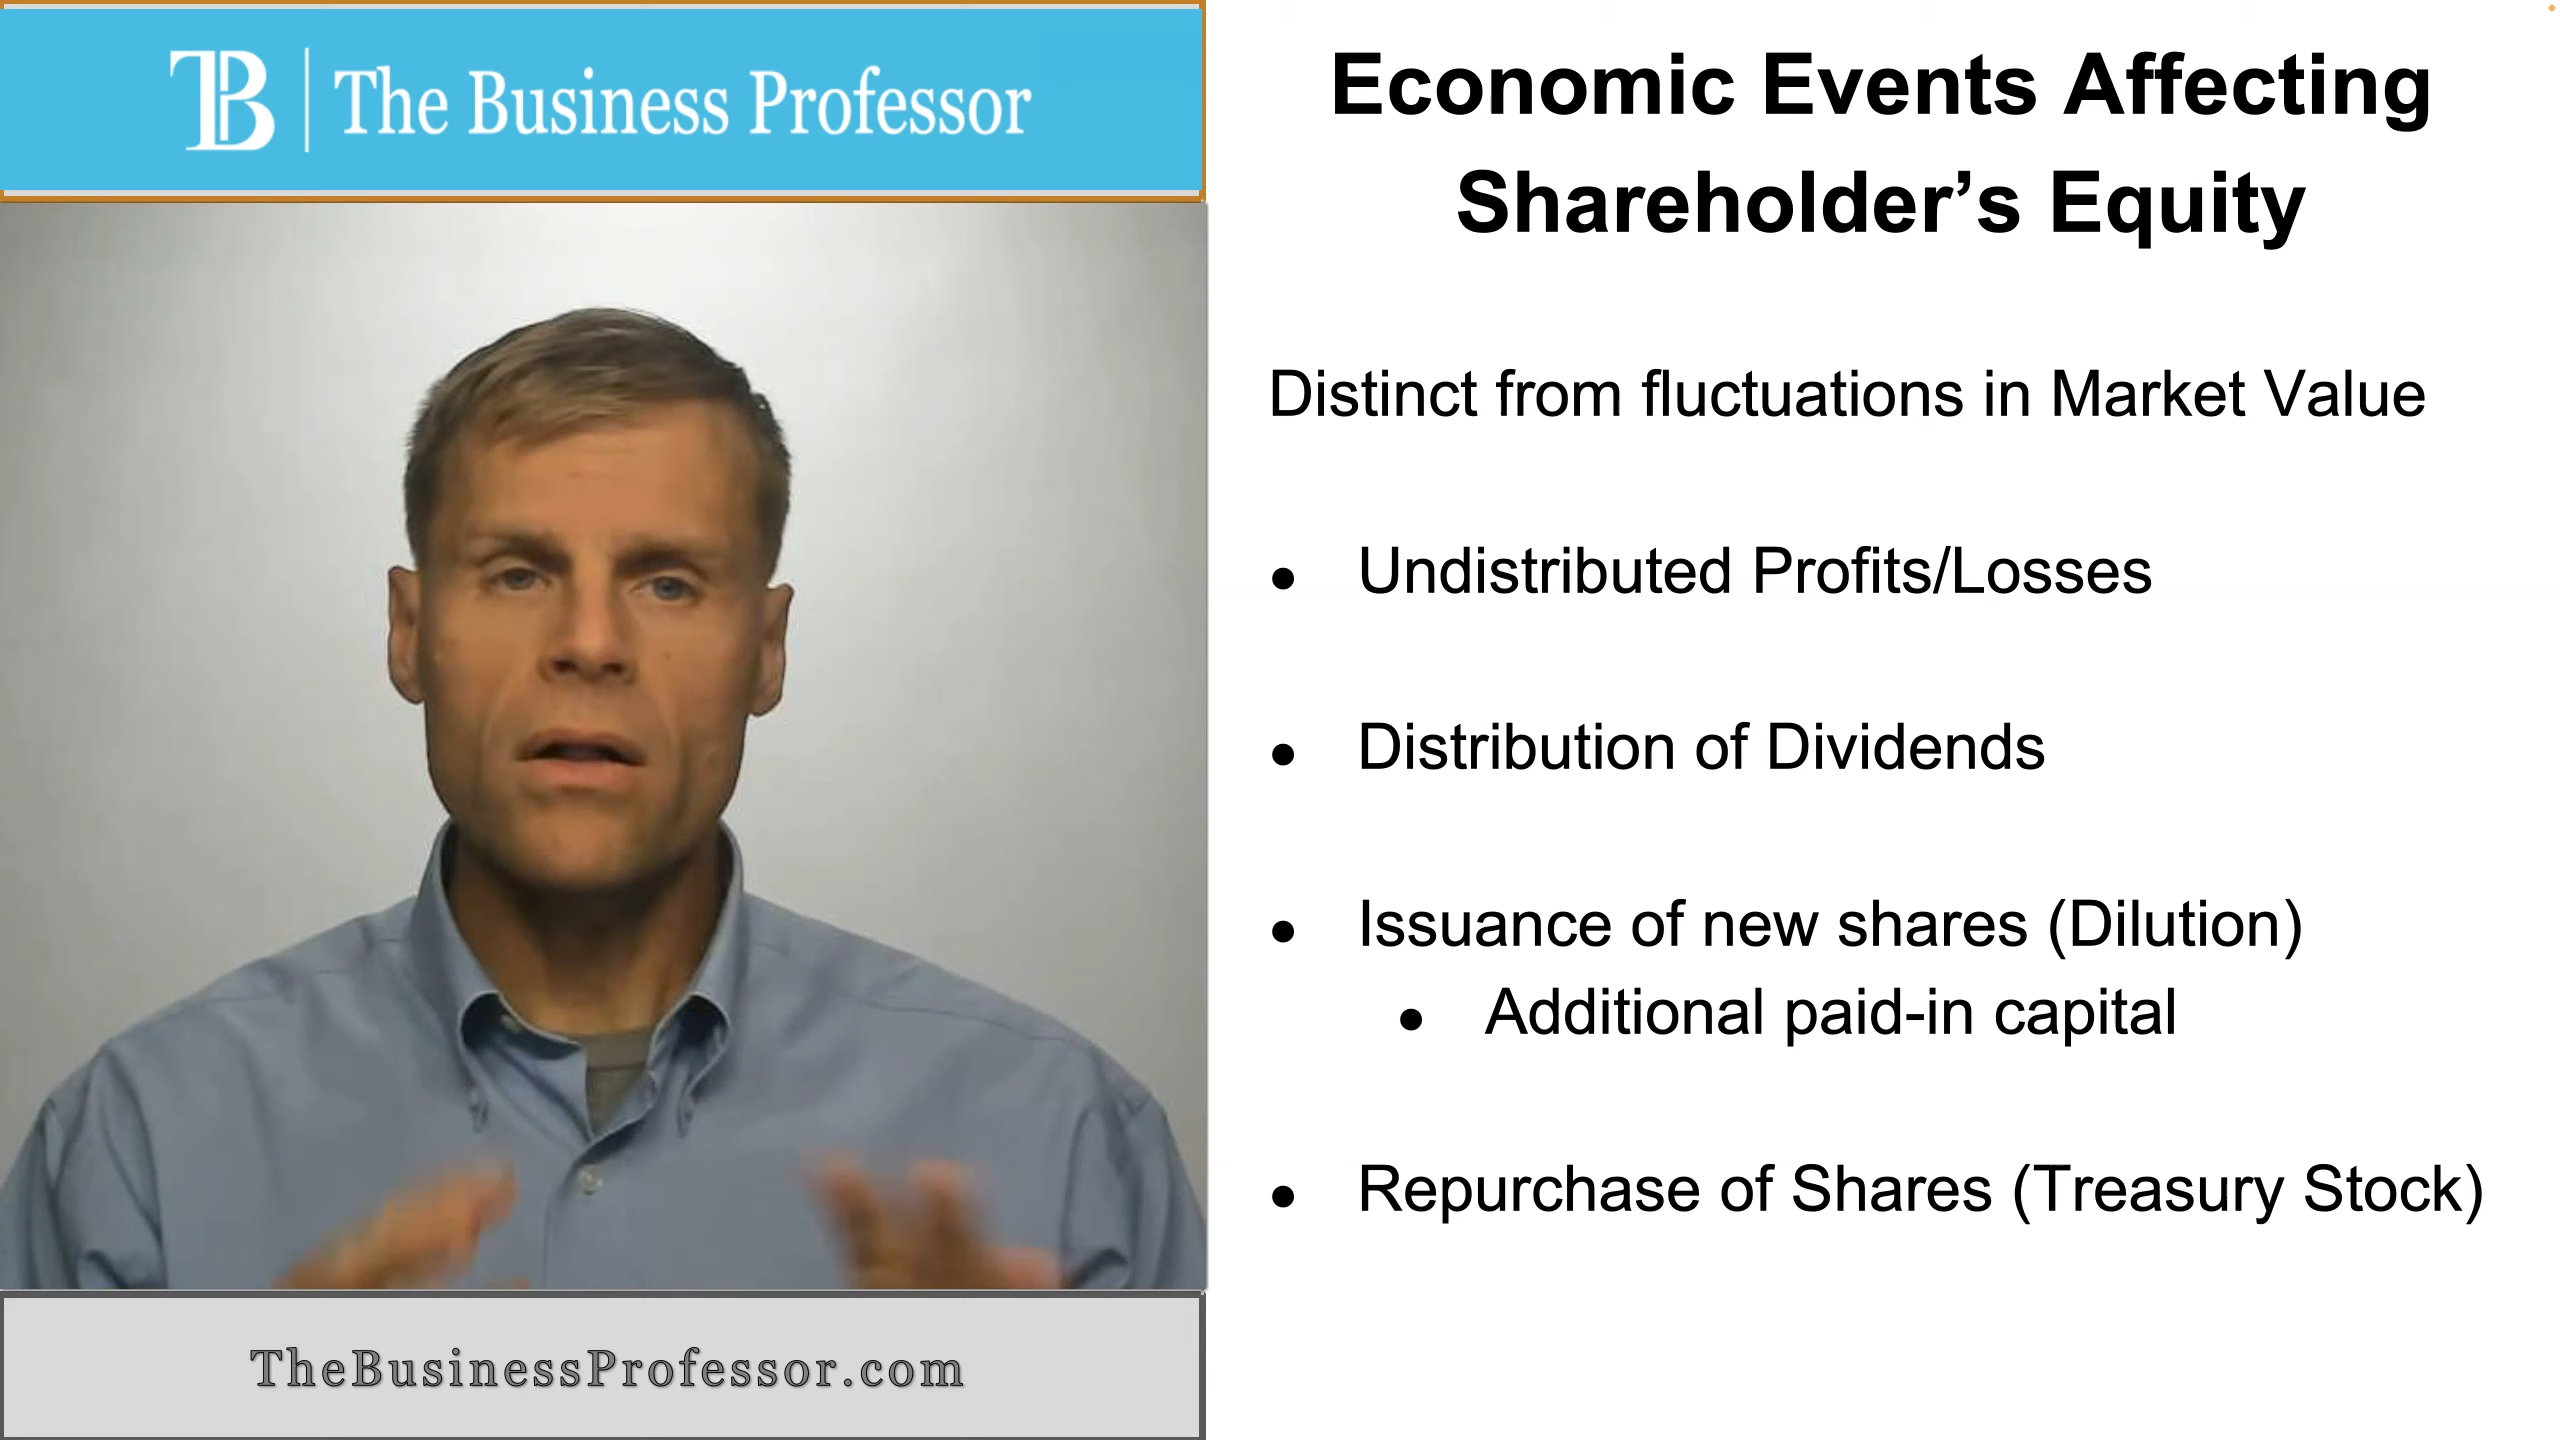 TB The Business Professor
TheBusinessProfessor.com
Economic Events Affecting
Shareholder’s Equity
Distinct from fluctuations in Market Value
● Undistributed Profits/Losses
● Distribution of Dividends
● Issuance of new shares (Dilution)
● Additional paid-in capital
● Repurchase of Shares (Treasury Stock)